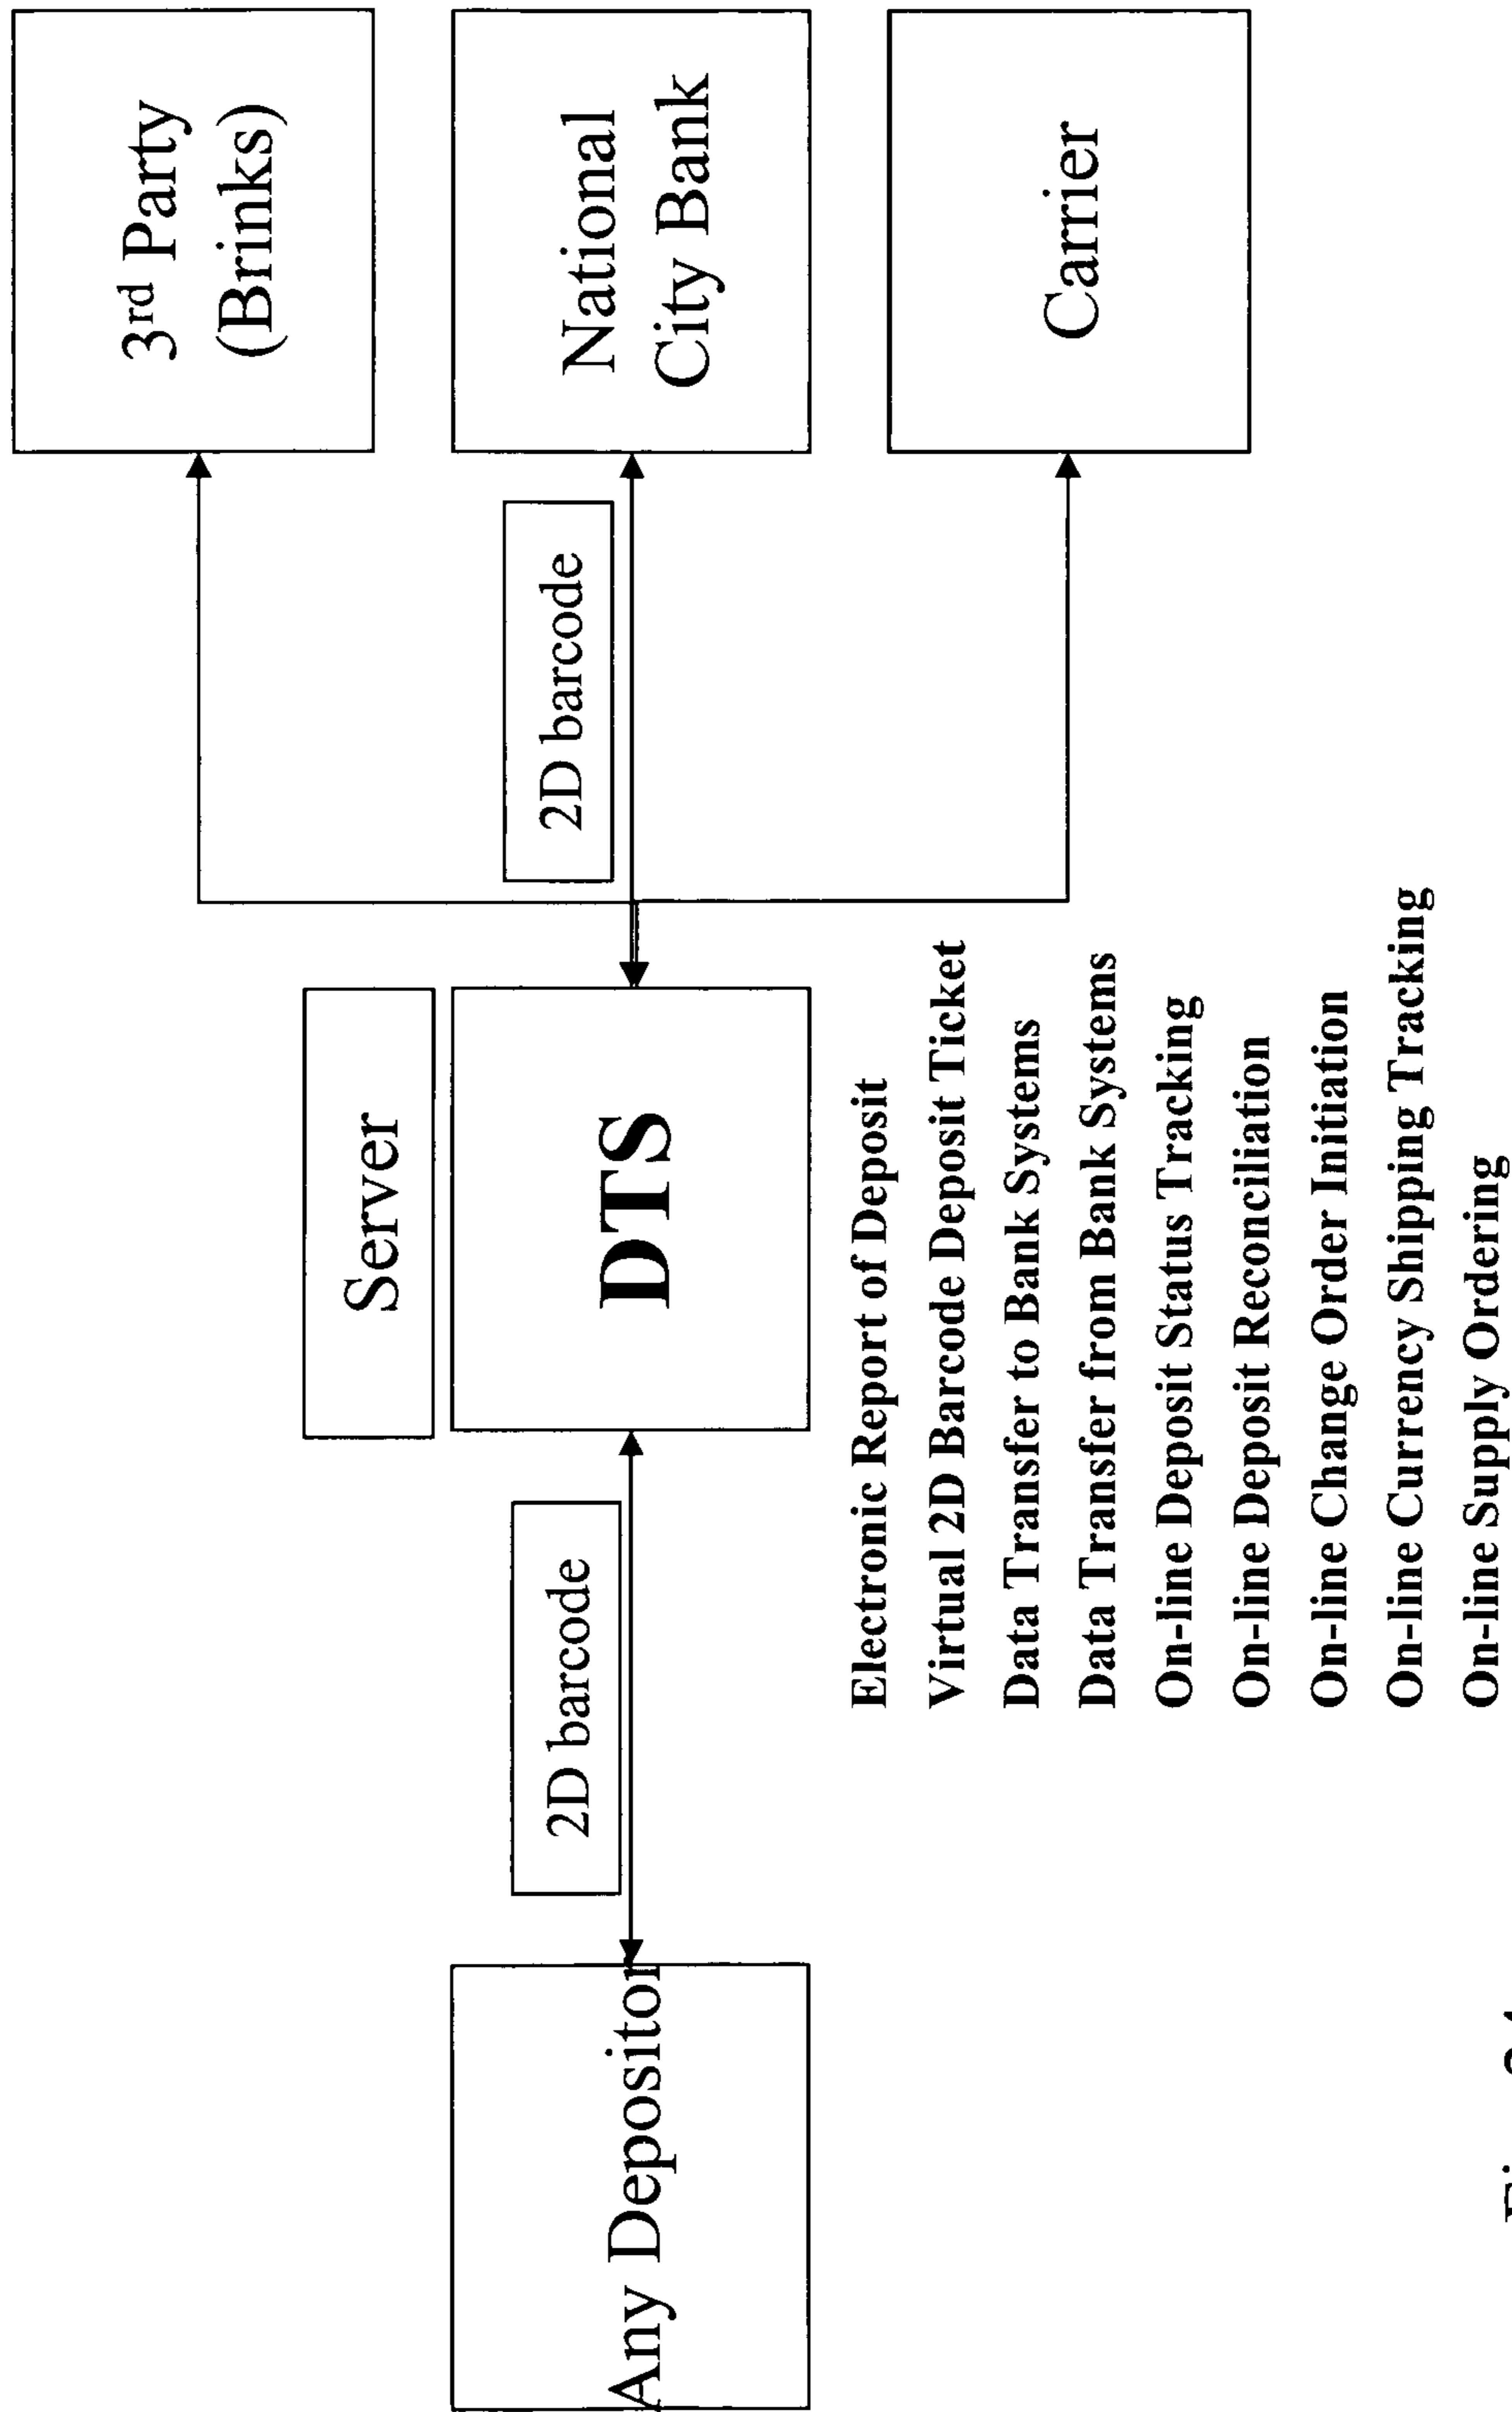 Server
3rd Party
(Brinks)
Any Depositor
2D barcode
DTS
2D barcode
National
City Bank
Carrier
Electronic Report of Deposit
Virtual 2D Barcode Deposit Ticket
Data Transfer to Bank Systems
Data Transfer from Bank Systems
On-line Deposit Status Tracking
On-line Deposit Reconciliation
On-line Change Order Initiation
On-line Currency Shipping Tracking
On-line Supply Ordering